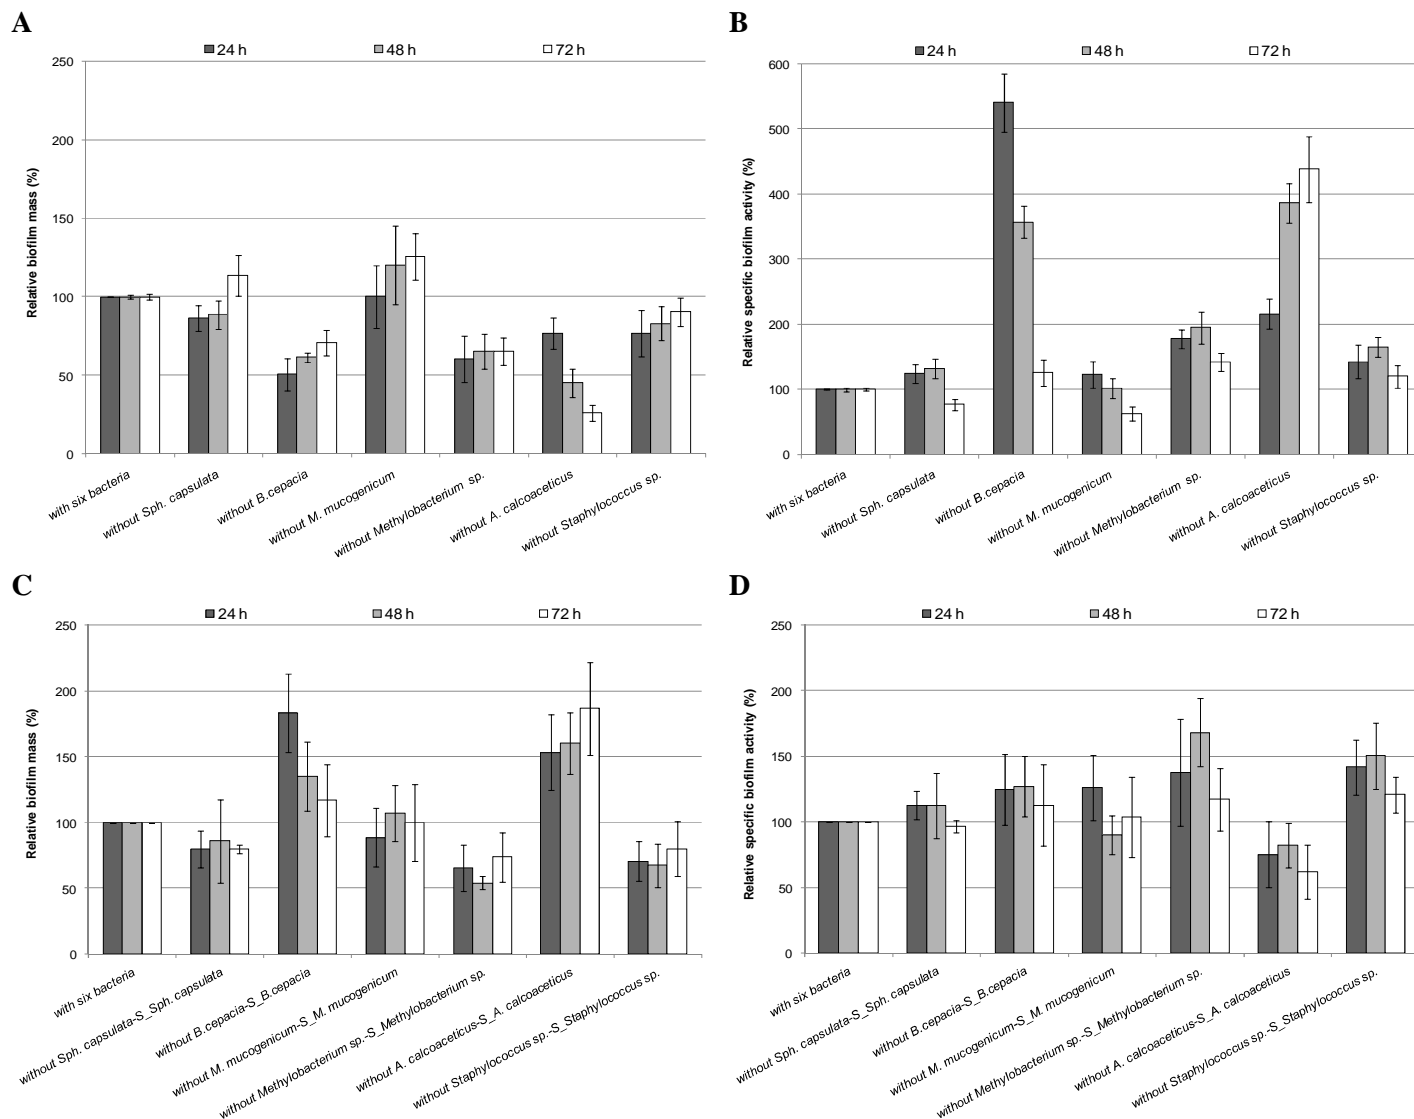 A
24 h 48 h 72 h
Relative biofilm mass (%)
250
200
150
100
50
0
with six bacteria
without Sph. capsulata
without B.cepacia
without M. mucogenicum
without Methylobacterium sp.
without A. calcoaceticus
without Staphylococcus sp.
B
24 h 48 h 72 h
Relative specific biofilm activity (%)
600
500
400
300
200
100
0
with six bacteria
without Sph. capsulata
without B.cepacia
without M. mucogenicum
without Methylobacterium sp.
without A. calcoaceticus
without Staphylococcus sp.
C
24 h 48 h 72 h
Relative biofilm mass (%)
250
200
150
100
50
0
with six bacteria
without Sph. capsulata-S_Sph. capsulata
without B.cepacia-S_B.cepacia
without M. mucogenicum-S_M. mucogenicum
without Methylobacterium sp.-S_Methylobacterium sp.
without A. calcoaceticus-S_A. calcoaceticus
without Staphylococcus sp.-S_Staphylococcus sp.
D
24 h 48 h 72 h
Relative specific biofilm activity (%)
250
200
150
100
50
0
with six bacteria
without Sph. capsulata-S_Sph. capsulata
without B.cepacia-S_B.cepacia
without M. mucogenicum-S_M. mucogenicum
without Methylobacterium sp.-S_Methylobacterium sp.
without A. calcoaceticus-S_A. calcoaceticus
without Staphylococcus sp.-S_Staphylococcus sp.